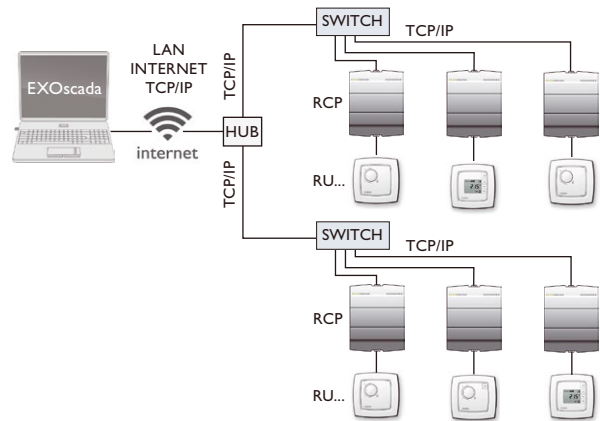 SWITCH
TCP/IP
LAN
INTERNET
TCP/IP
TCP/IP
EXOscada
RCP
HUB
internet
RU...
TCP/IP
SWITCH
TCP/IP
RCP
RU...